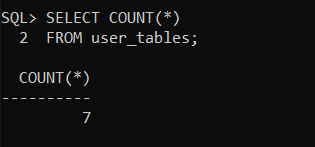 SQL> SELECT COUNT(*)
  2  FROM user_tables;
  COUNT(*)
----------
         7